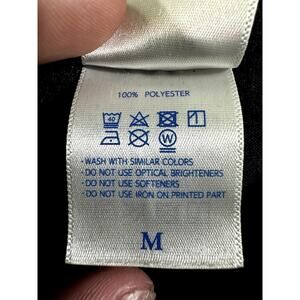 100% POLYESTER
40
W
·WASH WITH SIMILAR COLORS
·DO NOT USE OPTICAL BRIGHTENERS
·DO NOT USE SOFTENERS
·DO NOT USE IRON ON PRINTED PART
M